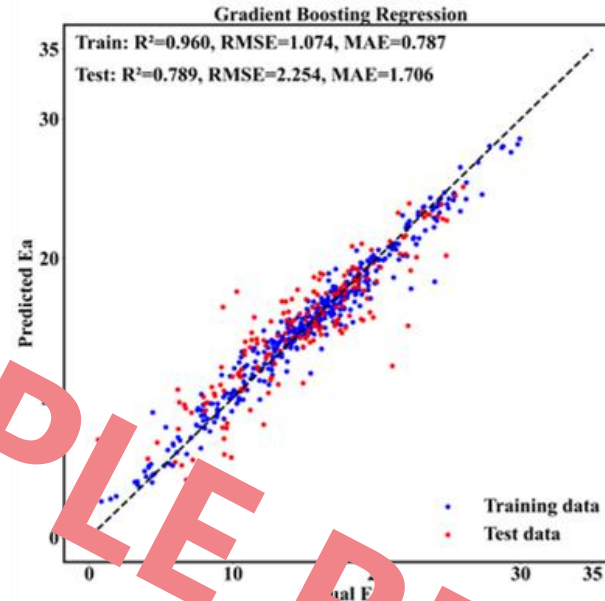 Gradient Boosting Regression
Train: R²=0.960, RMSE=1.074, MAE=0.787
Test: R²=0.789, RMSE=2.254, MAE=1.706
35
30
20
0
Predicted Ea
Training data
Test data
0 10 30 35